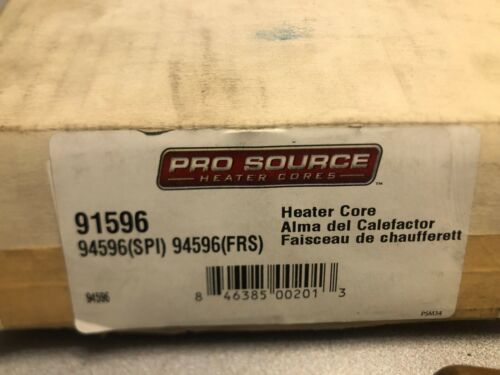 PRO SOURCE
HEATER CORES
TM
91596
94596(SPI) 94596(FRS)
Heater Core
Alma del Calefactor
Faisceau de chaufferett
94596
8 46385 00201 3
PSM34